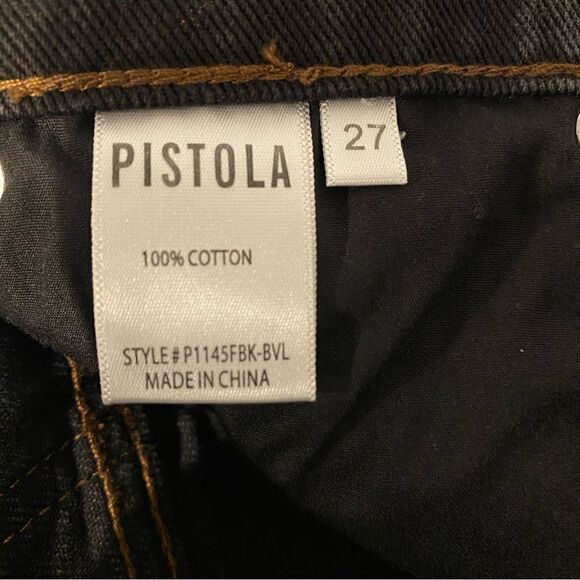 PISTOLA
27
100% COTTON
STYLE # P1145FBK-BVL
MADE IN CHINA